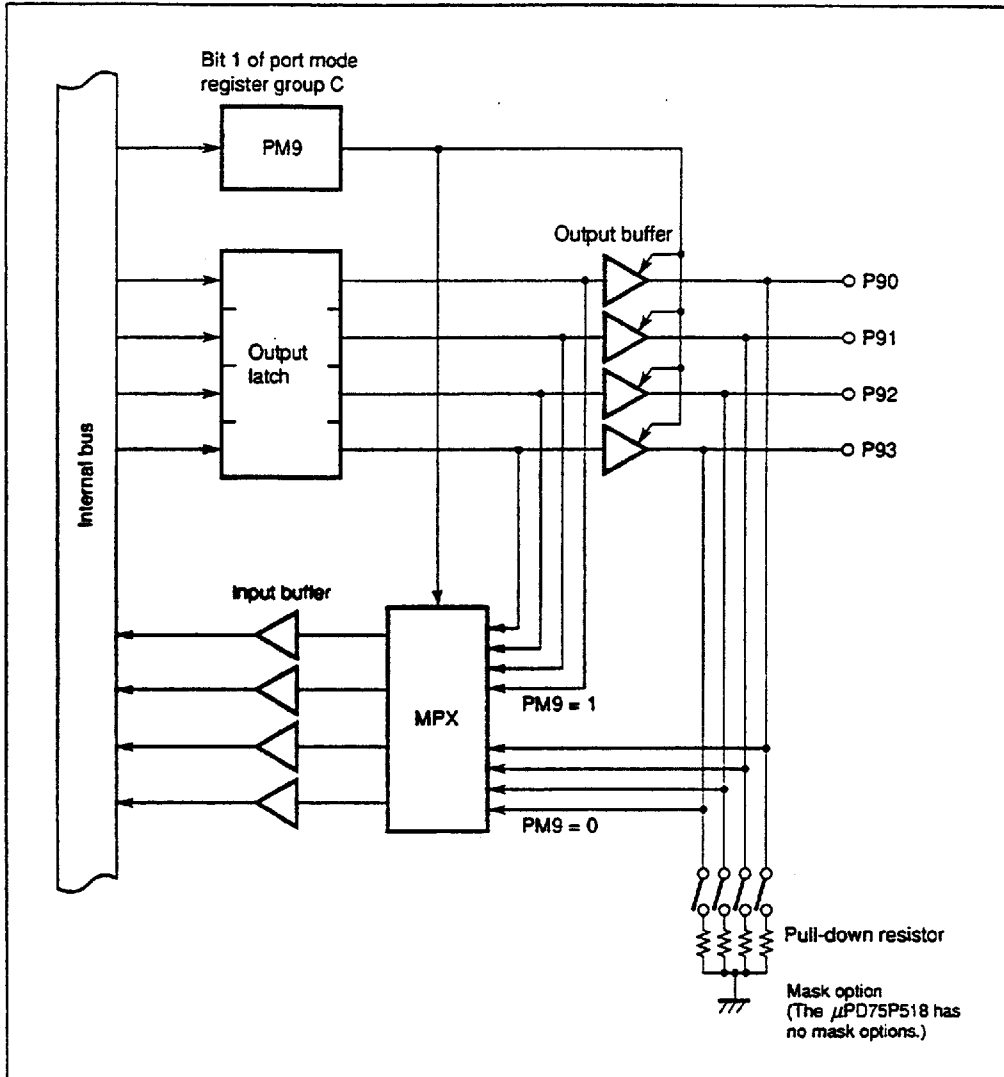 Bit 1 of port mode
register group C
PM9
Output buffer
P90
P91
Output
latch
P92
P93
Internal bus
Input buffer
MPX
PM9 = 1
PM9 = 0
Pull-down resistor
Mask option
(The μPD75P518 has
no mask options.)